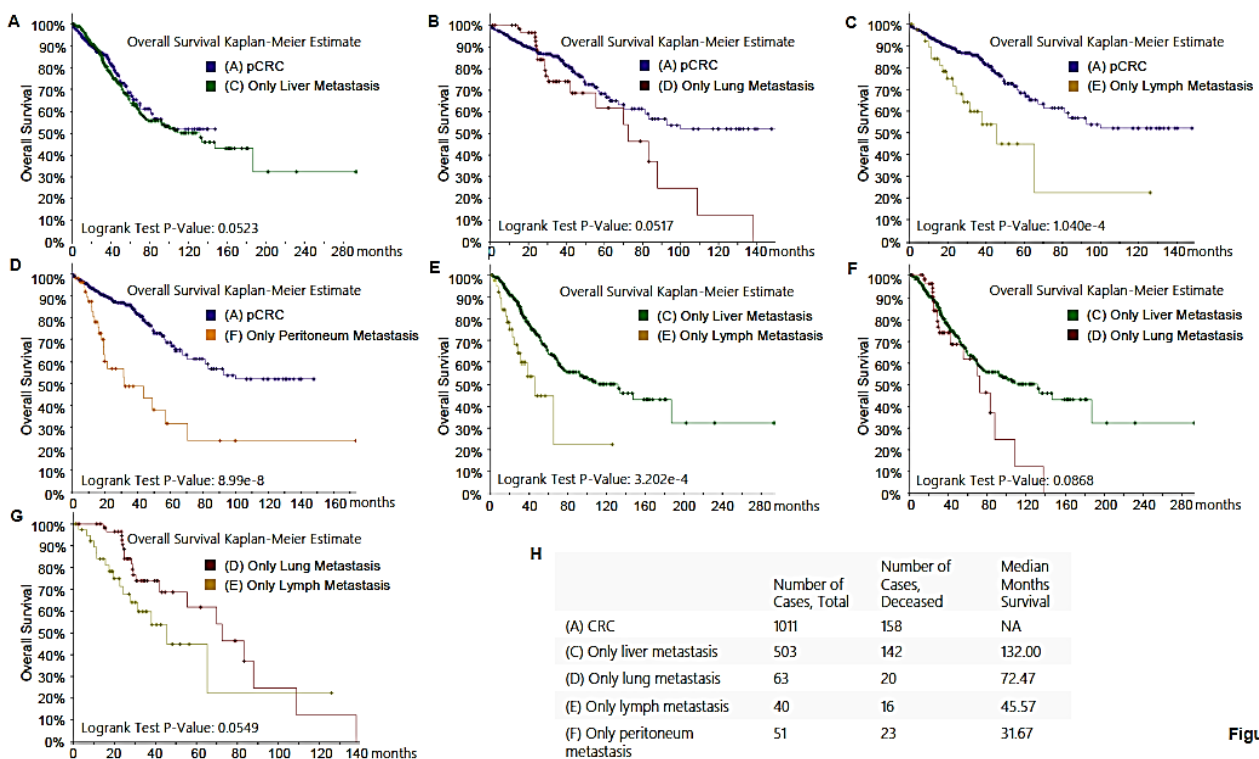 A
Overall Survival Kaplan-Meier Estimate
(A) pCRC
(C) Only Liver Metastasis
Overall Survival
100%
90%
80%
70%
60%
50%
40%
30%
20%
10%
0%
Logrank Test P-Value: 0.0523
0 40 80 120 160 200 240 280 months
B
Overall Survival Kaplan-Meier Estimate
(A) pCRC
(D) Only Lung Metastasis
Overall Survival
100%
90%
80%
70%
60%
50%
40%
30%
20%
10%
0%
Logrank Test P-Value: 0.0517
0 20 40 60 80 100 120 140 months
C
Overall Survival Kaplan-Meier Estimate
(A) pCRC
(E) Only Lymph Metastasis
Overall Survival
100%
90%
80%
70%
60%
50%
40%
30%
20%
10%
0%
Logrank Test P-Value: 1.040e-4
0 20 40 60 80 100 120 140 months
D
Overall Survival Kaplan-Meier Estimate
(A) pCRC
(F) Only Peritoneum Metastasis
Overall Survival
100%
90%
80%
70%
60%
50%
40%
30%
20%
10%
0%
Logrank Test P-Value: 8.99e-8
0 20 40 60 80 100 120 140 160 months
E
Overall Survival Kaplan-Meier Estimate
(C) Only Liver Metastasis
(E) Only Lymph Metastasis
Overall Survival
100%
90%
80%
70%
60%
50%
40%
30%
20%
10%
0%
Logrank Test P-Value: 3.202e-4
0 40 80 120 160 200 240 280 months
F
Overall Survival Kaplan-Meier Estimate
(C) Only Liver Metastasis
(D) Only Lung Metastasis
Overall Survival
100%
90%
80%
70%
60%
50%
40%
30%
20%
10%
0%
Logrank Test P-Value: 0.0868
0 40 80 120 160 200 240 280 months
G
Overall Survival Kaplan-Meier Estimate
(D) Only Lung Metastasis
(E) Only Lymph Metastasis
Overall Survival
100%
90%
80%
70%
60%
50%
40%
30%
20%
10%
0%
Logrank Test P-Value: 0.0549
0 20 40 60 80 100 120 140 months
H
Number of Cases, Total
Number of Cases, Deceased
Median Months Survival
(A) CRC 1011 158 NA
(C) Only liver metastasis 503 142 132.00
(D) Only lung metastasis 63 20 72.47
(E) Only lymph metastasis 40 16 45.57
(F) Only peritoneum 51 23 31.67
metastasis
Figu